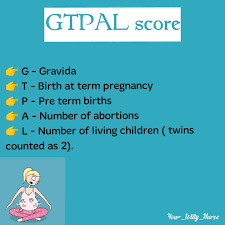 GTPAL score
👉 G - Gravida
👉 T - Birth at term pregnancy
👉 P - Pre term births
👉 A - Number of abortions
👉 L - Number of living children ( twins
counted as 2).
Your_Witty_Nurse